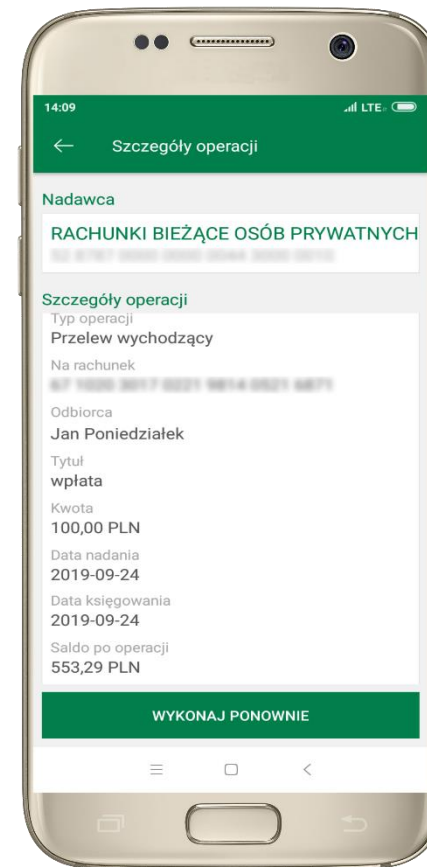 14:09
LTE
Szczegóły operacji
Nadawca
RACHUNKI BIEŻĄCE OSÓB PRYWATNYCH
Szczegóły operacji
Typ operacji
Przelew wychodzący
Na rachunek
Odbiorca
Jan Poniedziałek
Tytuł
wpłata
Kwota
100,00 PLN
Data nadania
2019-09-24
Data księgowania
2019-09-24
Saldo po operacji
553,29 PLN
WYKONAJ PONOWNIE